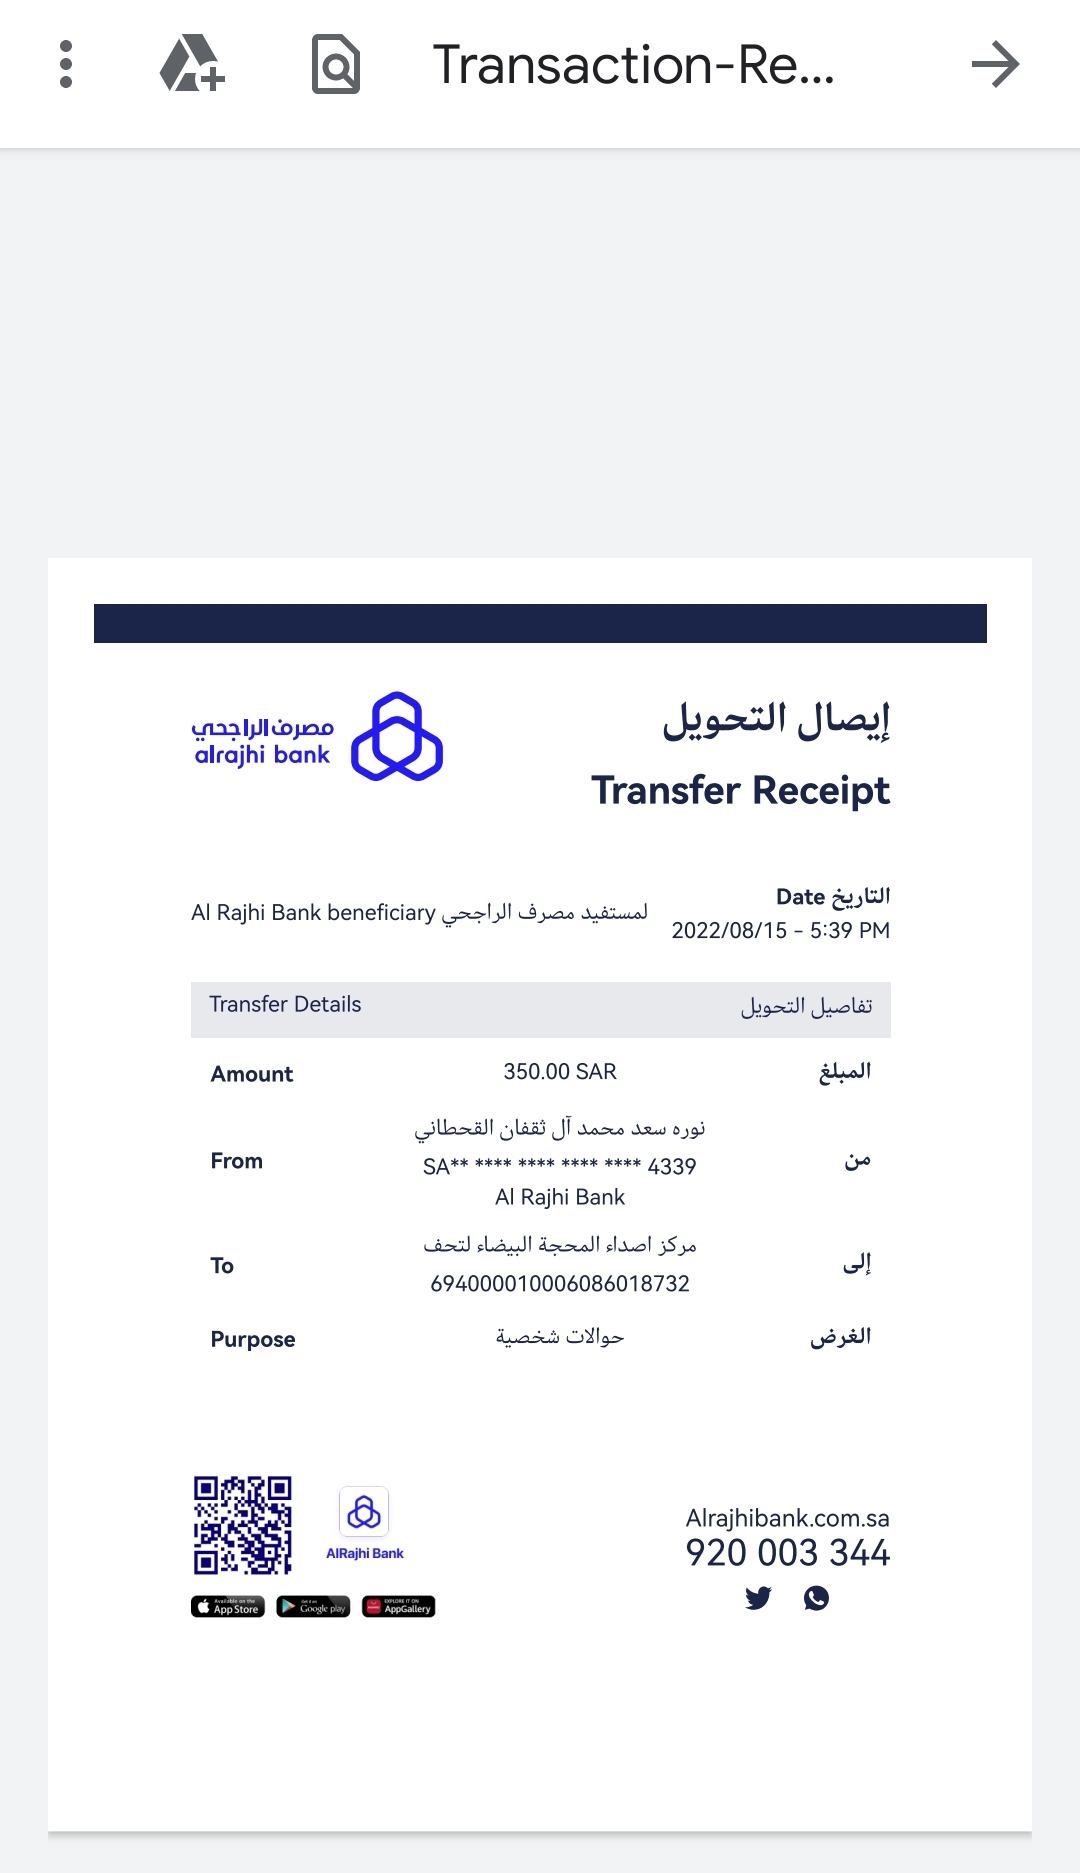 Transaction-Re...
مصرف الراجحي
alrajhi bank
إيصال التحويل
Transfer Receipt
التاريخ Date
2022/08/15 - 5:39 PM
Al Rajhi Bank beneficiary لمستفيد مصرف الراجحي
Transfer Details تفاصيل التحويل
Amount 350.00 SAR المبلغ
نوره سعد محمد آل ثقفان القحطاني
From SA** **** **** **** **** 4339 من
Al Rajhi Bank
مركز اصداء المحجة البيضاء لتحف
To 694000010006086018732 إلى
Purpose حوالات شخصية الغرض
AlRajhi Bank
Available on the App Store
Get it on Google play
EXPLORE IT ON AppGallery
Alrajhibank.com.sa
920 003 344